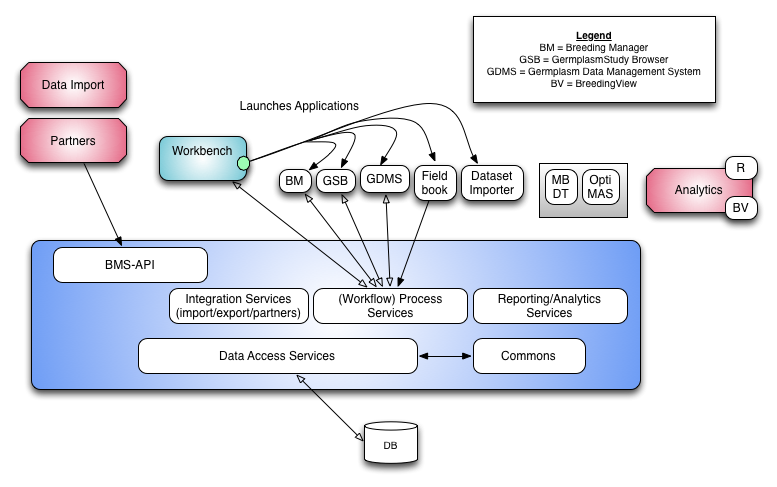 Legend
BM = Breeding Manager
GSB = GermplasmStudy Browser
GDMS = Germplasm Data Management System
BV = BreedingView
Data Import
Partners
Launches Applications
Workbench
BM
GSB
GDMS
Field
book
Dataset
Importer
MB
DT
Opti
MAS
Analytics
R
BV
BMS-API
Integration Services
(import/export/partners)
(Workflow) Process
Services
Reporting/Analytics
Services
Data Access Services
Commons
DB